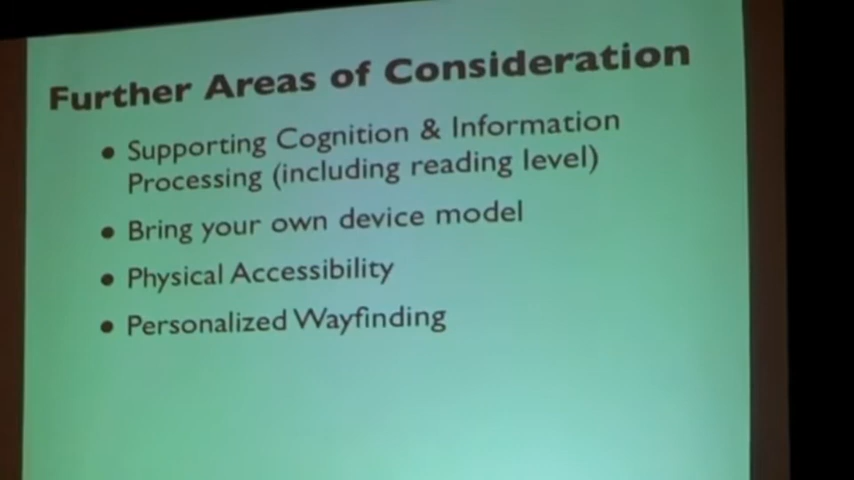 Further Areas of Consideration
• Supporting Cognition & Information
Processing (including reading level)
• Bring your own device model
• Physical Accessibility
• Personalized Wayfinding